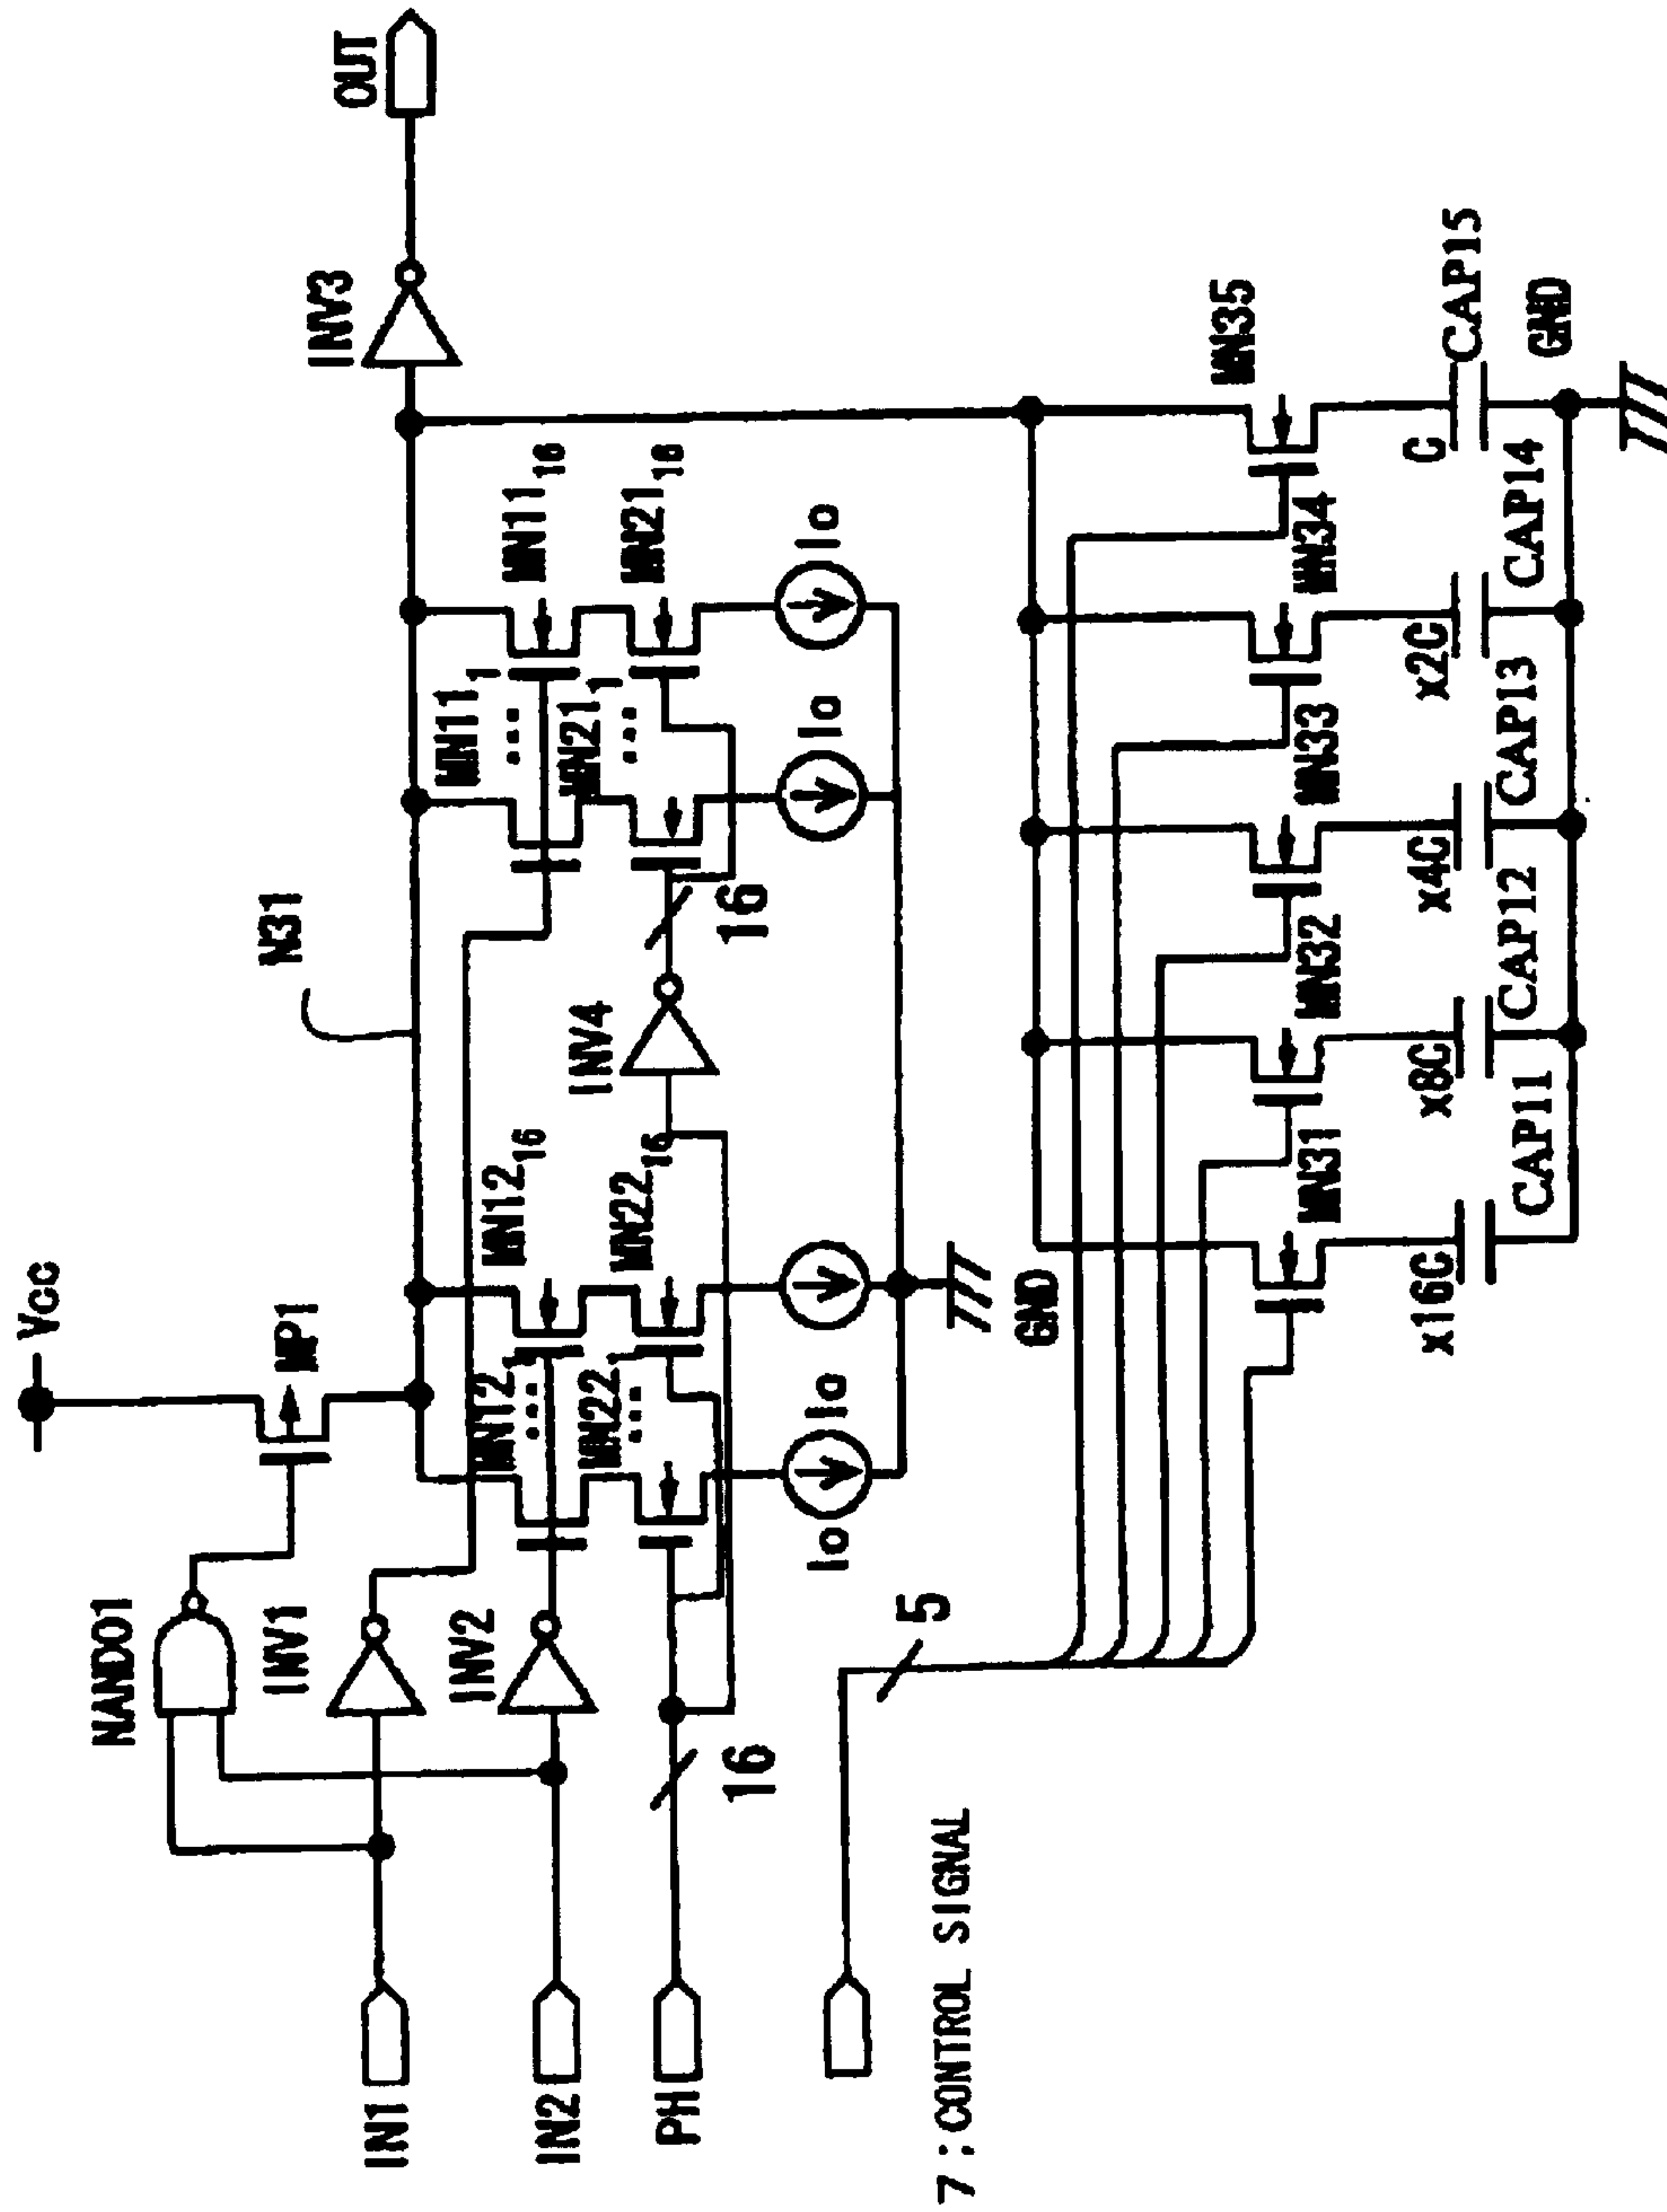 Vcc
NAND01
MP1
INV1
INV2
IN1
IN2
PH
16
MN12₁
MN12₁₆
MN22₁
MN22₁₆
Io
Io
N31
INV4
16
MN11₁
MN11₁₆
MN21₁
MN21₁₆
Io
Io
INV3
OUT
GND
5
7:CONTROL SIGNAL
MN31
MN32
MN33
MN34
MN35
x16C
x8C
x4C
x2C
C
CAP11
CAP12
CAP13
CAP14
CAP15
GND